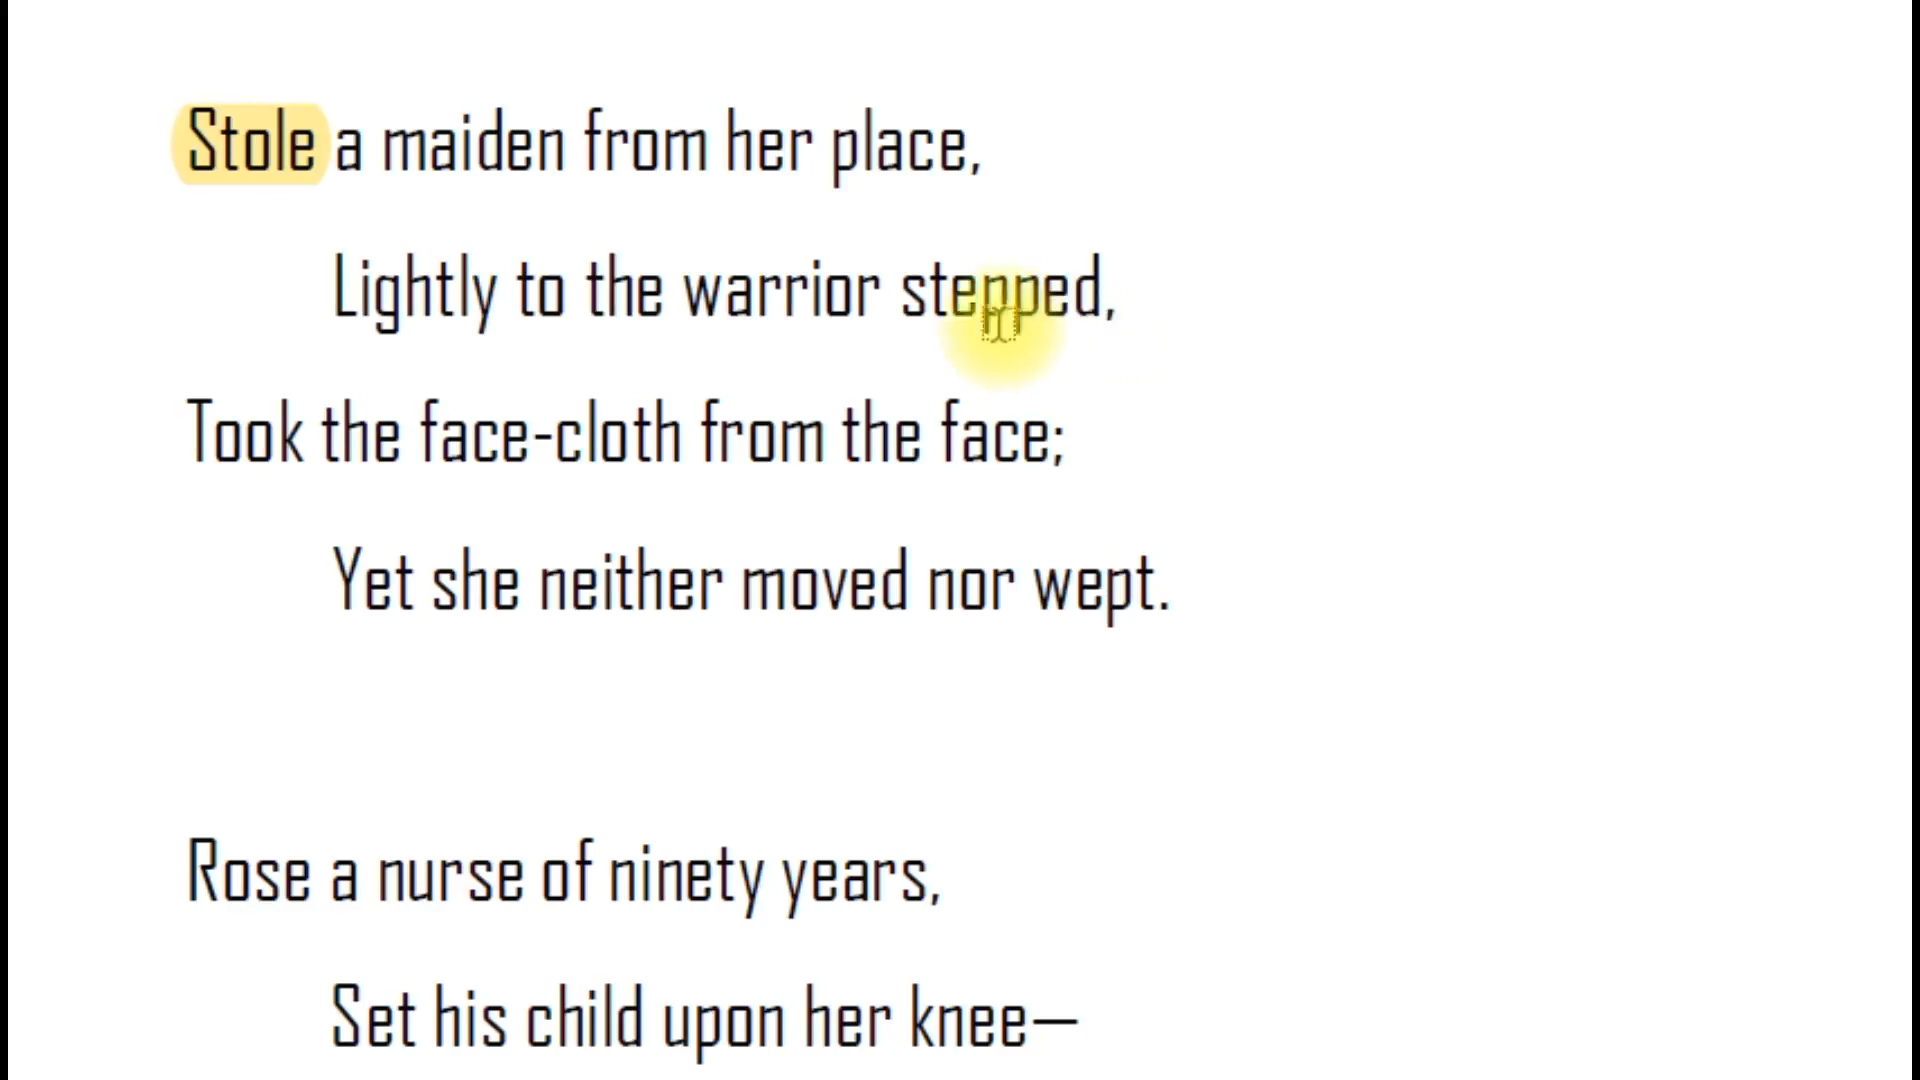 Stole a maiden from her place,
Lightly to the warrior stepped,
Took the face-cloth from the face;
Yet she neither moved nor wept.
Rose a nurse of ninety years,
Set his child upon her knee—